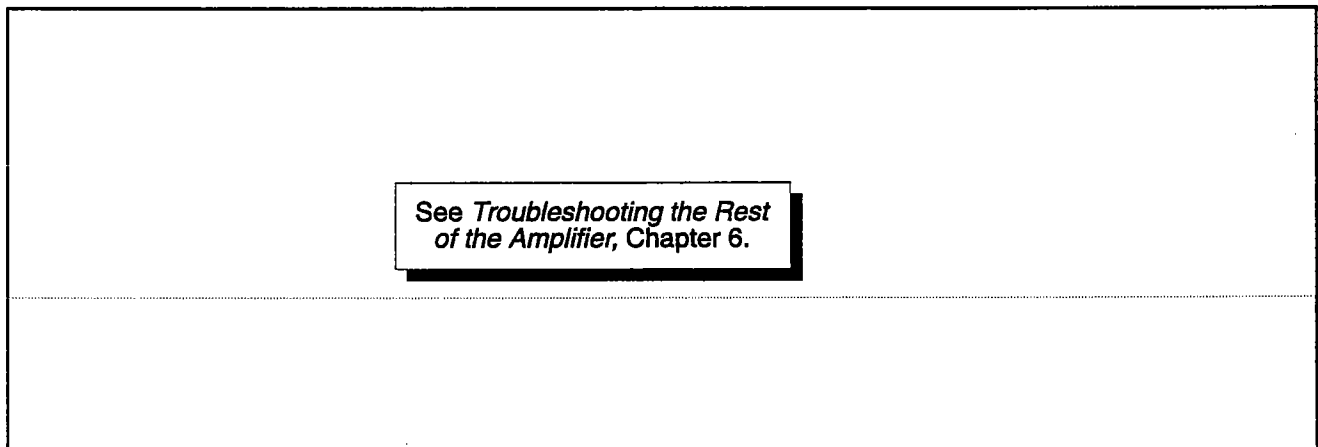 See Troubleshooting the Rest
of the Amplifier, Chapter 6.